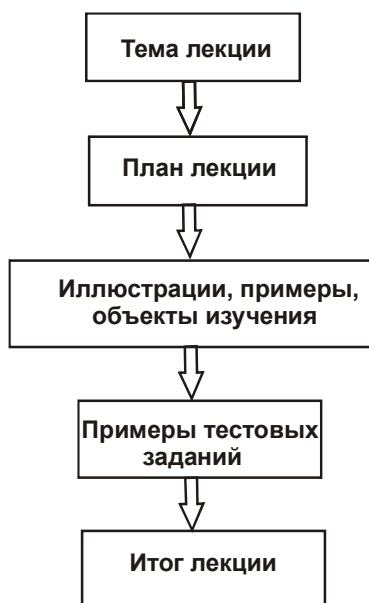 Тема лекции
План лекции
Иллюстрации, примеры,
объекты изучения
Примеры тестовых
заданий
Итог лекции